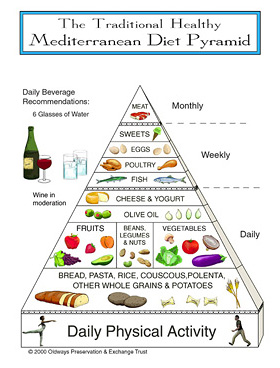 The Traditional Healthy
Mediterranean Diet Pyramid
Daily Beverage
Recommendations:
6 Glasses of Water
Wine in
moderation
MEAT
Monthly
SWEETS
EGGS
POULTRY
FISH
Weekly
CHEESE & YOGURT
OLIVE OIL
FRUITS
BEANS,
LEGUMES
& NUTS
VEGETABLES
Daily
BREAD, PASTA, RICE, COUSCOUS,POLENTA,
OTHER WHOLE GRAINS & POTATOES
Daily Physical Activity
© 2000 Oldways Preservation & Exchange Trust